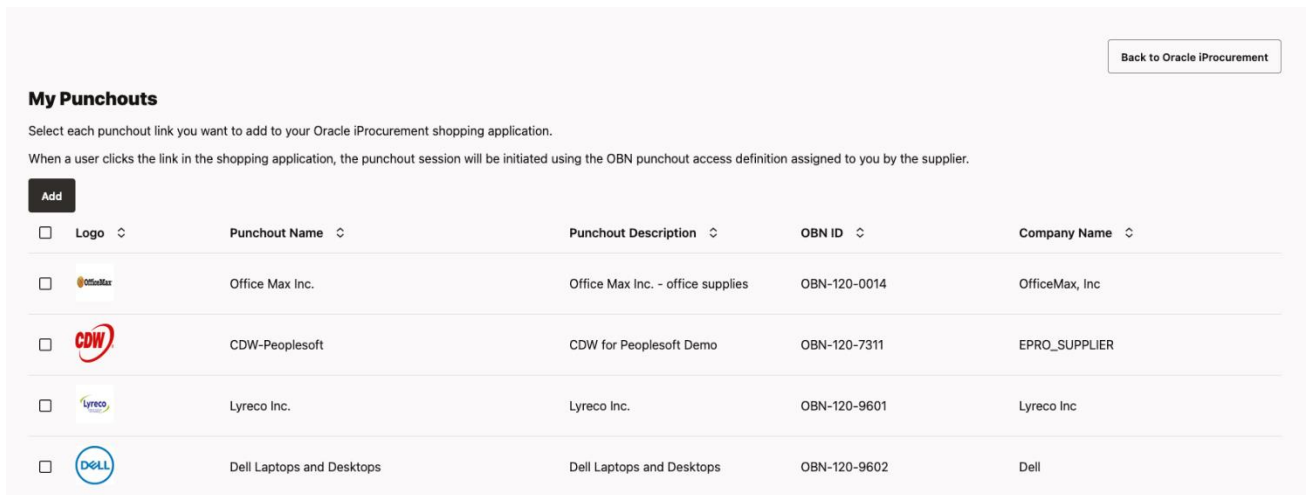 Back to Oracle iProcurement
My Punchouts
Select each punchout link you want to add to your Oracle iProcurement shopping application.
When a user clicks the link in the shopping application, the punchout session will be initiated using the OBN punchout access definition assigned to you by the supplier.
Add
Logo Punchout Name Punchout Description OBN ID Company Name
OfficeMax Office Max Inc. Office Max Inc. - office supplies OBN-120-0014 OfficeMax, Inc
CDW CDW-Peoplesoft CDW for Peoplesoft Demo OBN-120-7311 EPRO_SUPPLIER
Lyreco Lyreco Inc. Lyreco Inc. OBN-120-9601 Lyreco Inc
DELL Dell Laptops and Desktops Dell Laptops and Desktops OBN-120-9602 Dell